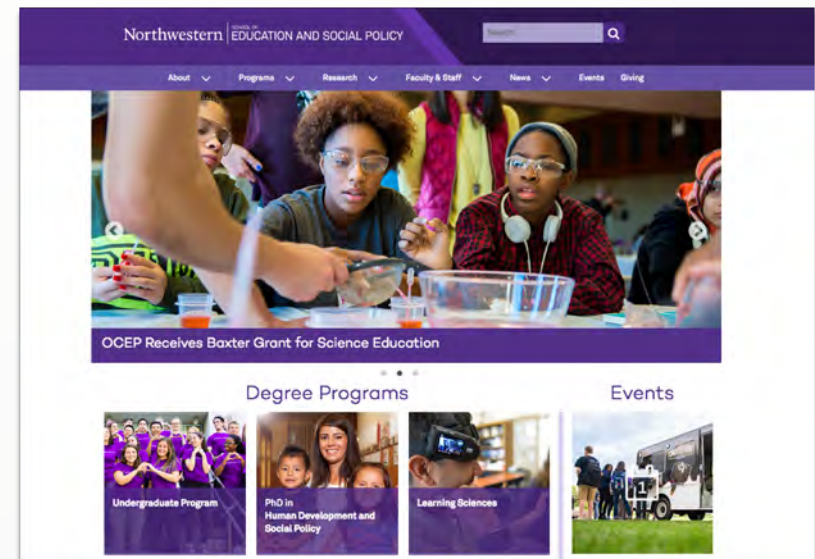 Northwestern
SCHOOL OF
EDUCATION AND SOCIAL POLICY
Search
About
Programs
Research
Faculty & Staff
News
Events
Giving
OCEP Receives Baxter Grant for Science Education
Degree Programs
Events
Undergraduate Program
PhD in
Human Development and
Social Policy
Learning Sciences
1